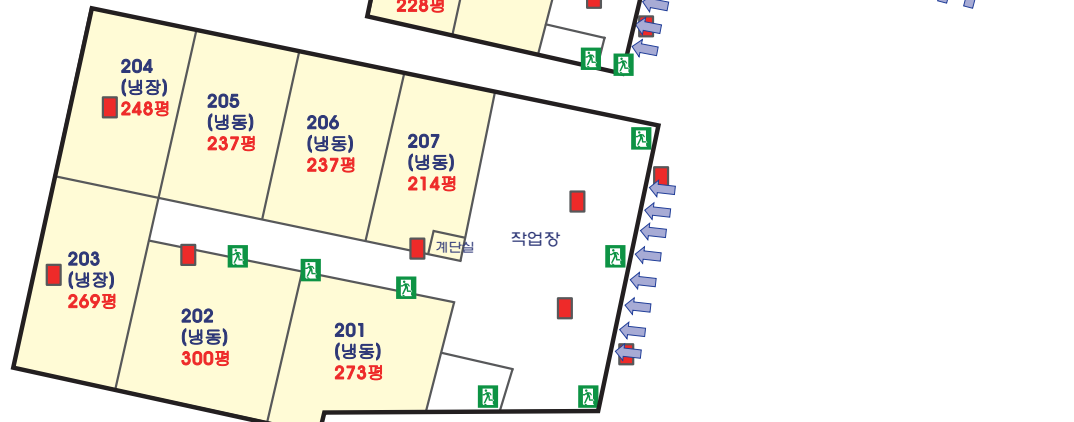 228평
204
(냉장)
248평
205
(냉동)
237평
206
(냉동)
237평
207
(냉동)
214평
계단실
작업장
203
(냉장)
269평
202
(냉동)
300평
201
(냉동)
273평